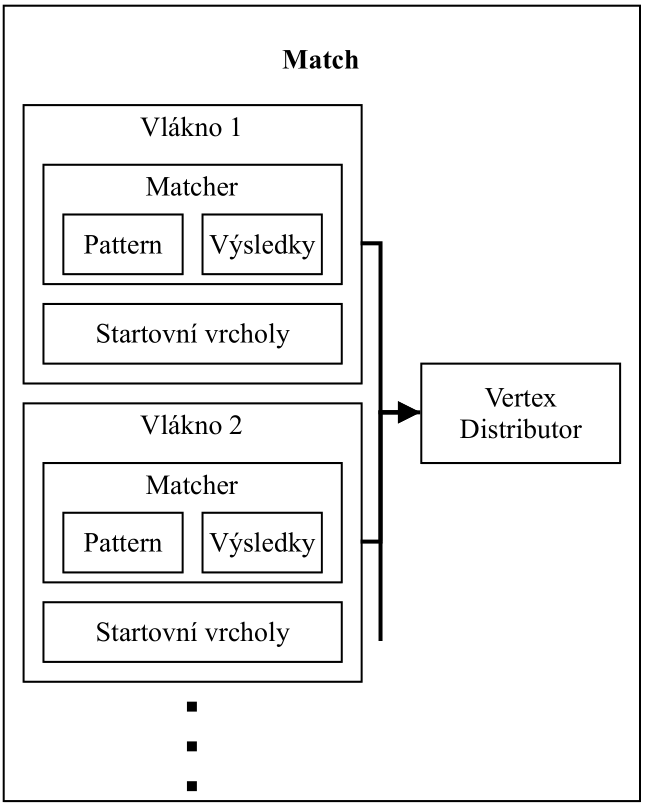 Match
Vlákno 1
Matcher
Pattern
Výsledky
Startovní vrcholy
Vertex
Distributor
Vlákno 2
Matcher
Pattern
Výsledky
Startovní vrcholy